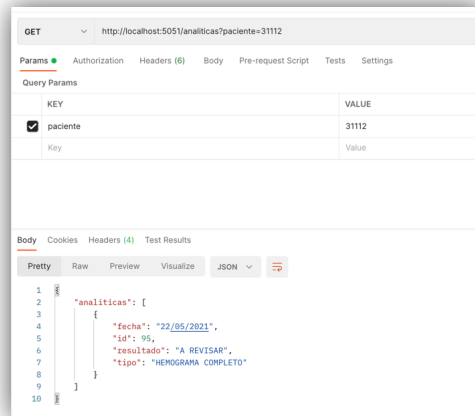 GET http://localhost:5051/analiticas?paciente=31112
Params Authorization Headers (6) Body Pre-request Script Tests Settings
Query Params
KEY VALUE
paciente 31112
Key Value
Body Cookies Headers (4) Test Results
Pretty Raw Preview Visualize JSON
1 {
2 "analiticas": [
3 {
4 "fecha": "22/05/2021",
5 "id": 95,
6 "resultado": "A REVISAR",
7 "tipo": "HEMOGRAMA COMPLETO"
8 }
9 ]
10 }